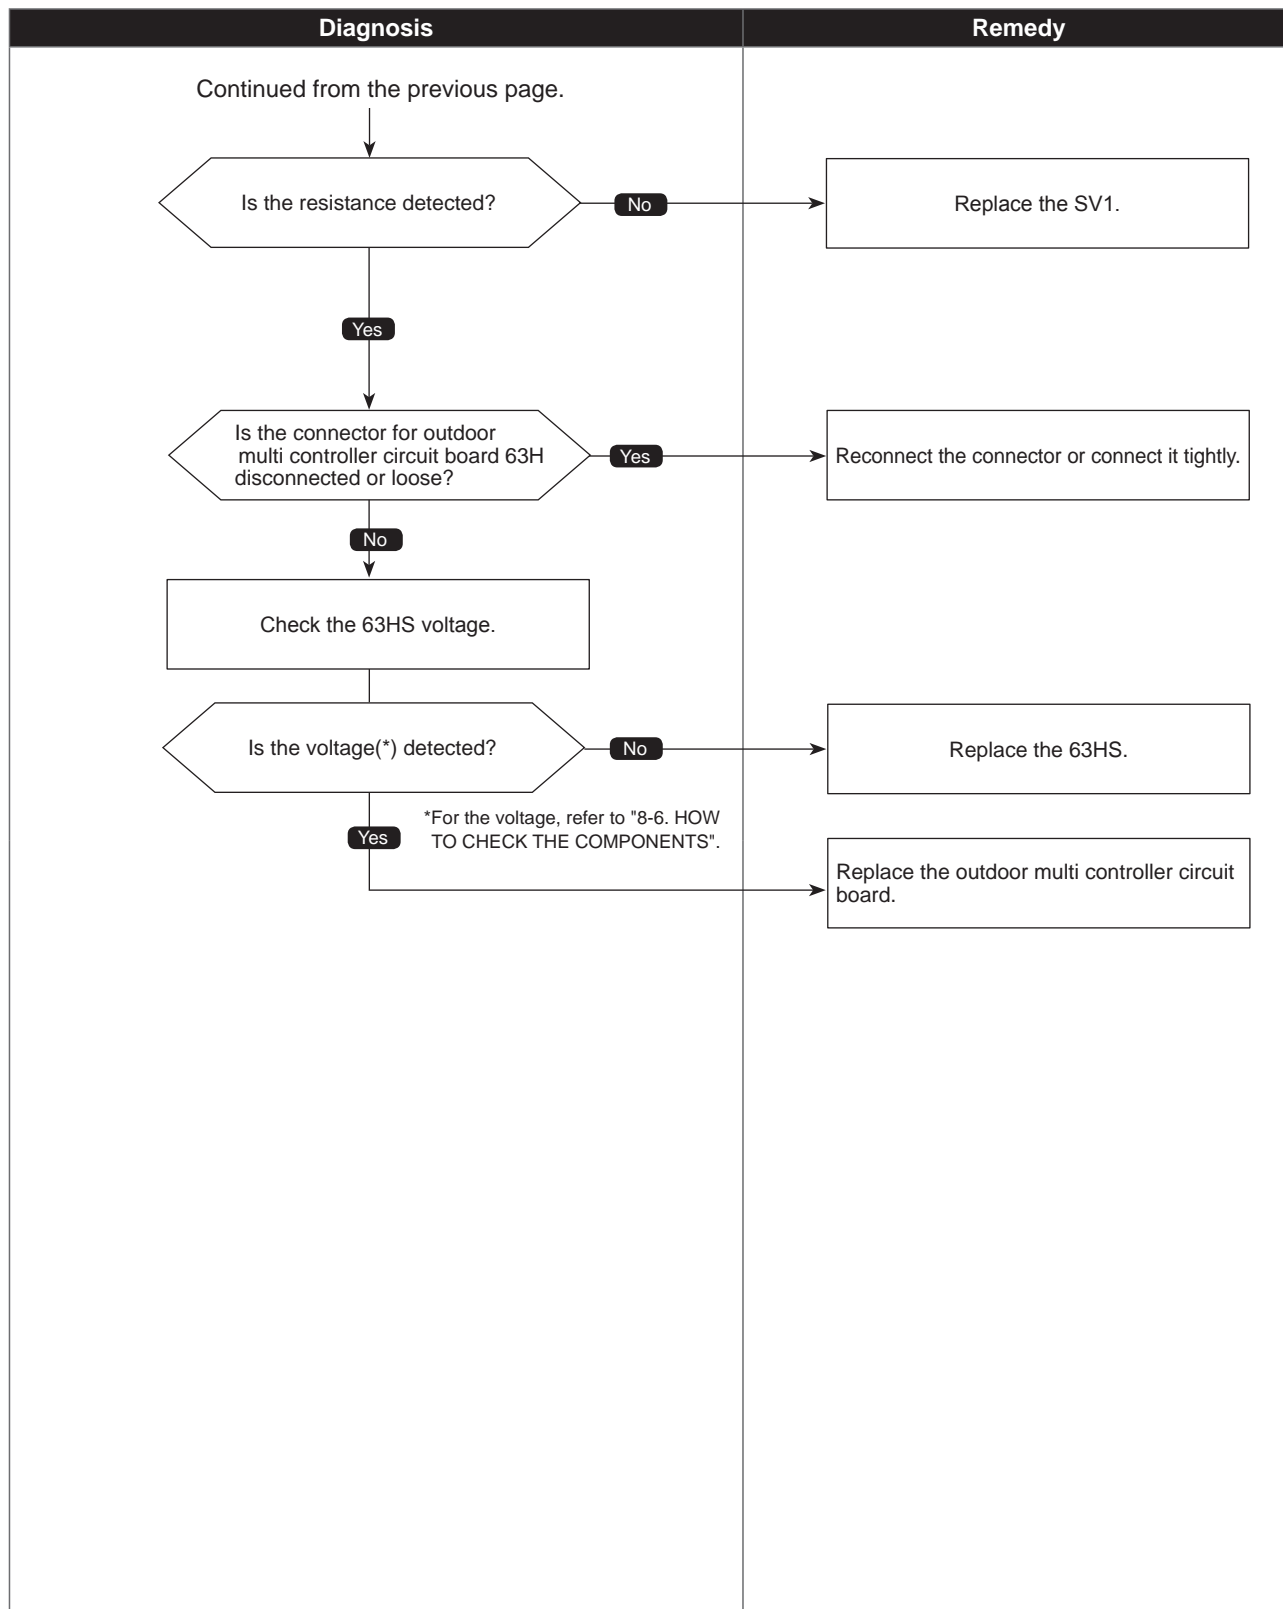 Diagnosis
Remedy
Continued from the previous page.
Is the resistance detected?
No
Replace the SV1.
Yes
Is the connector for outdoor
multi controller circuit board 63H
disconnected or loose?
Yes
Reconnect the connector or connect it tightly.
No
Check the 63HS voltage.
Is the voltage(*) detected?
No
Replace the 63HS.
*For the voltage, refer to "8-6. HOW
TO CHECK THE COMPONENTS".
Yes
Replace the outdoor multi controller circuit
board.